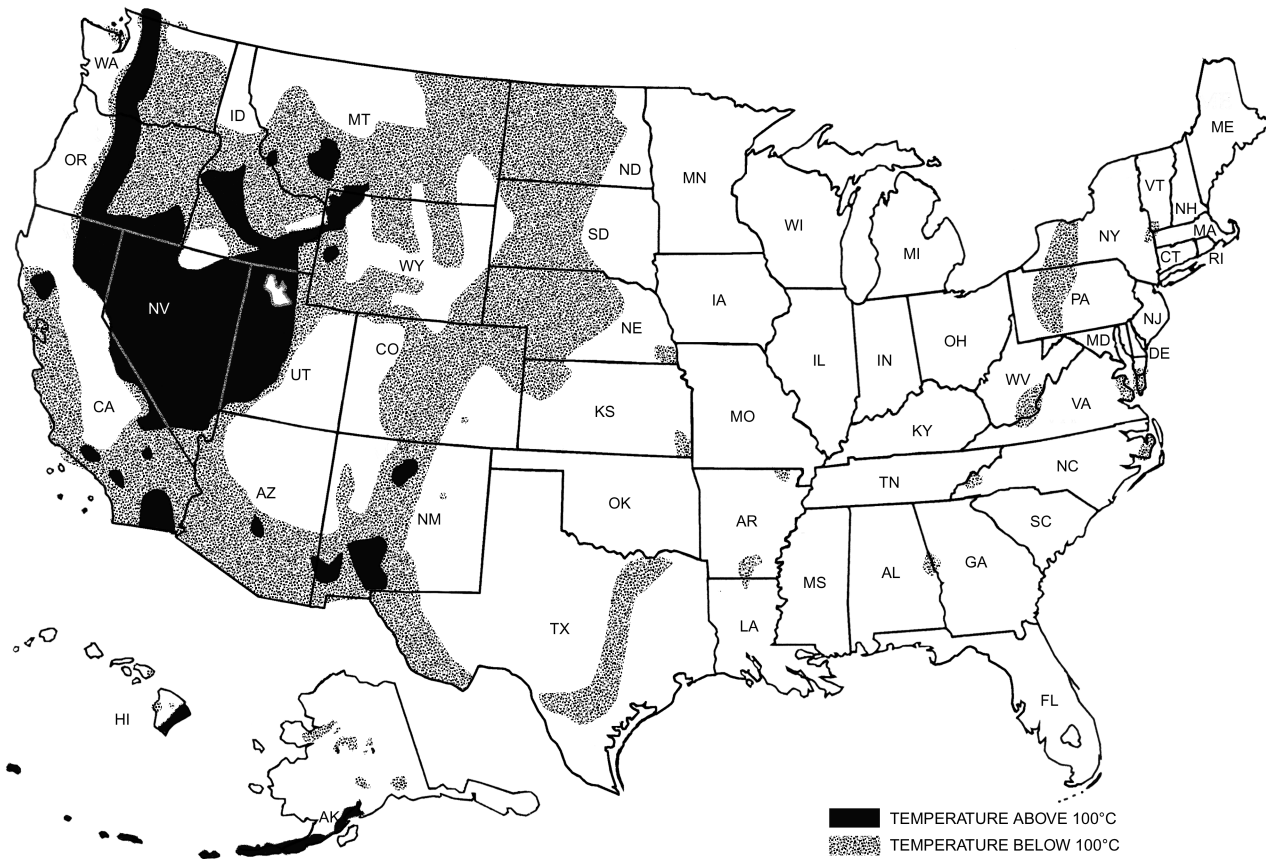 WA
ME
MT
ID
VT
OR
ND
MN
NH
NY
MA
WI
SD
MI
CT
RI
WY
IA
PA
NV
NJ
NE
OH
MD
CO
DE
IL
IN
UT
WV
CA
VA
KS
MO
KY
NC
TN
AZ
OK
NM
AR
SC
GA
AL
MS
TX
LA
FL
HI
AK
TEMPERATURE ABOVE 100°C
TEMPERATURE BELOW 100°C